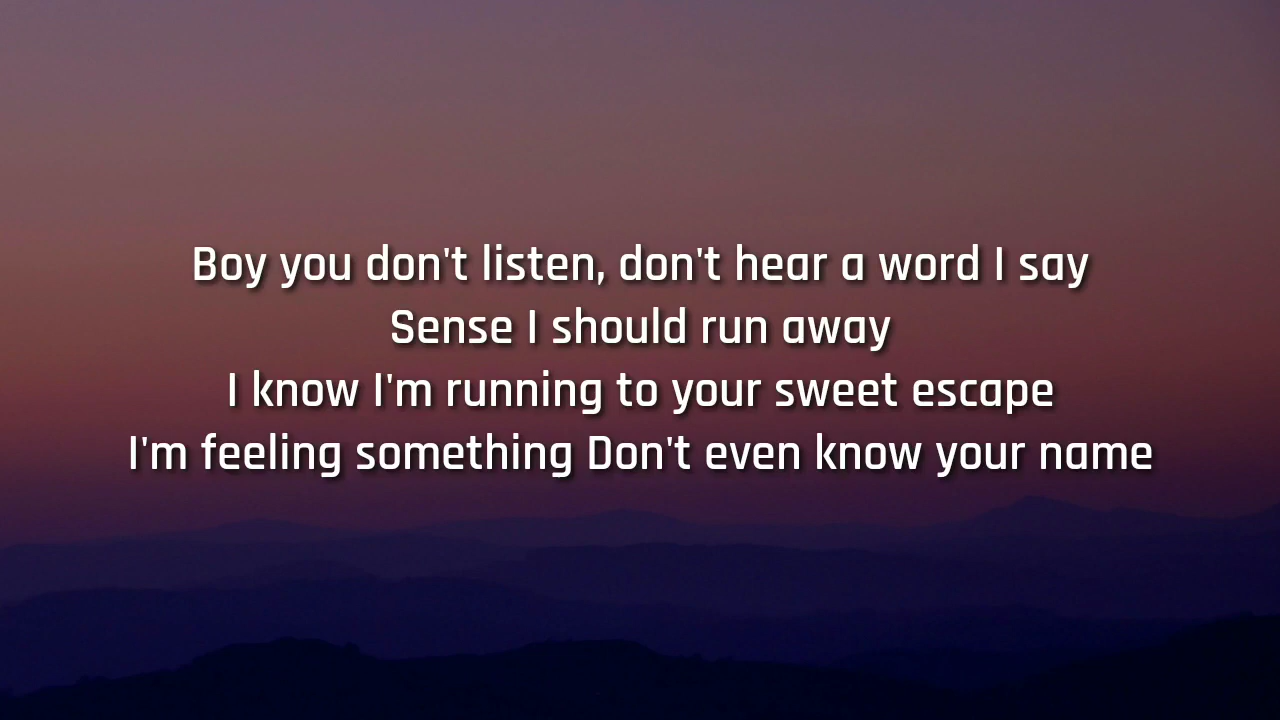 Boy you don't listen, don't hear a word I say
Sense I should run away
I know I'm running to your sweet escape
I'm feeling something Don't even know your name